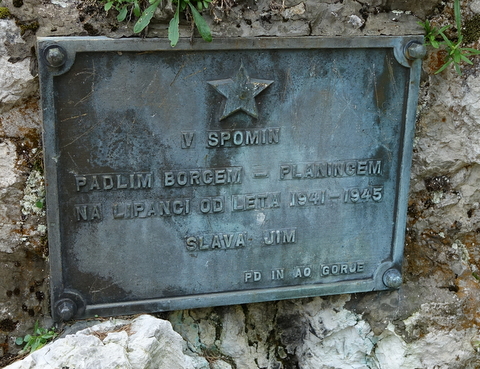 V SPOMIN
PADLIM BORCEM - PLANINCEM
NA LIPANCI OD LETA 1941-1945
SLAVA JIM
PD IN AO GORJE